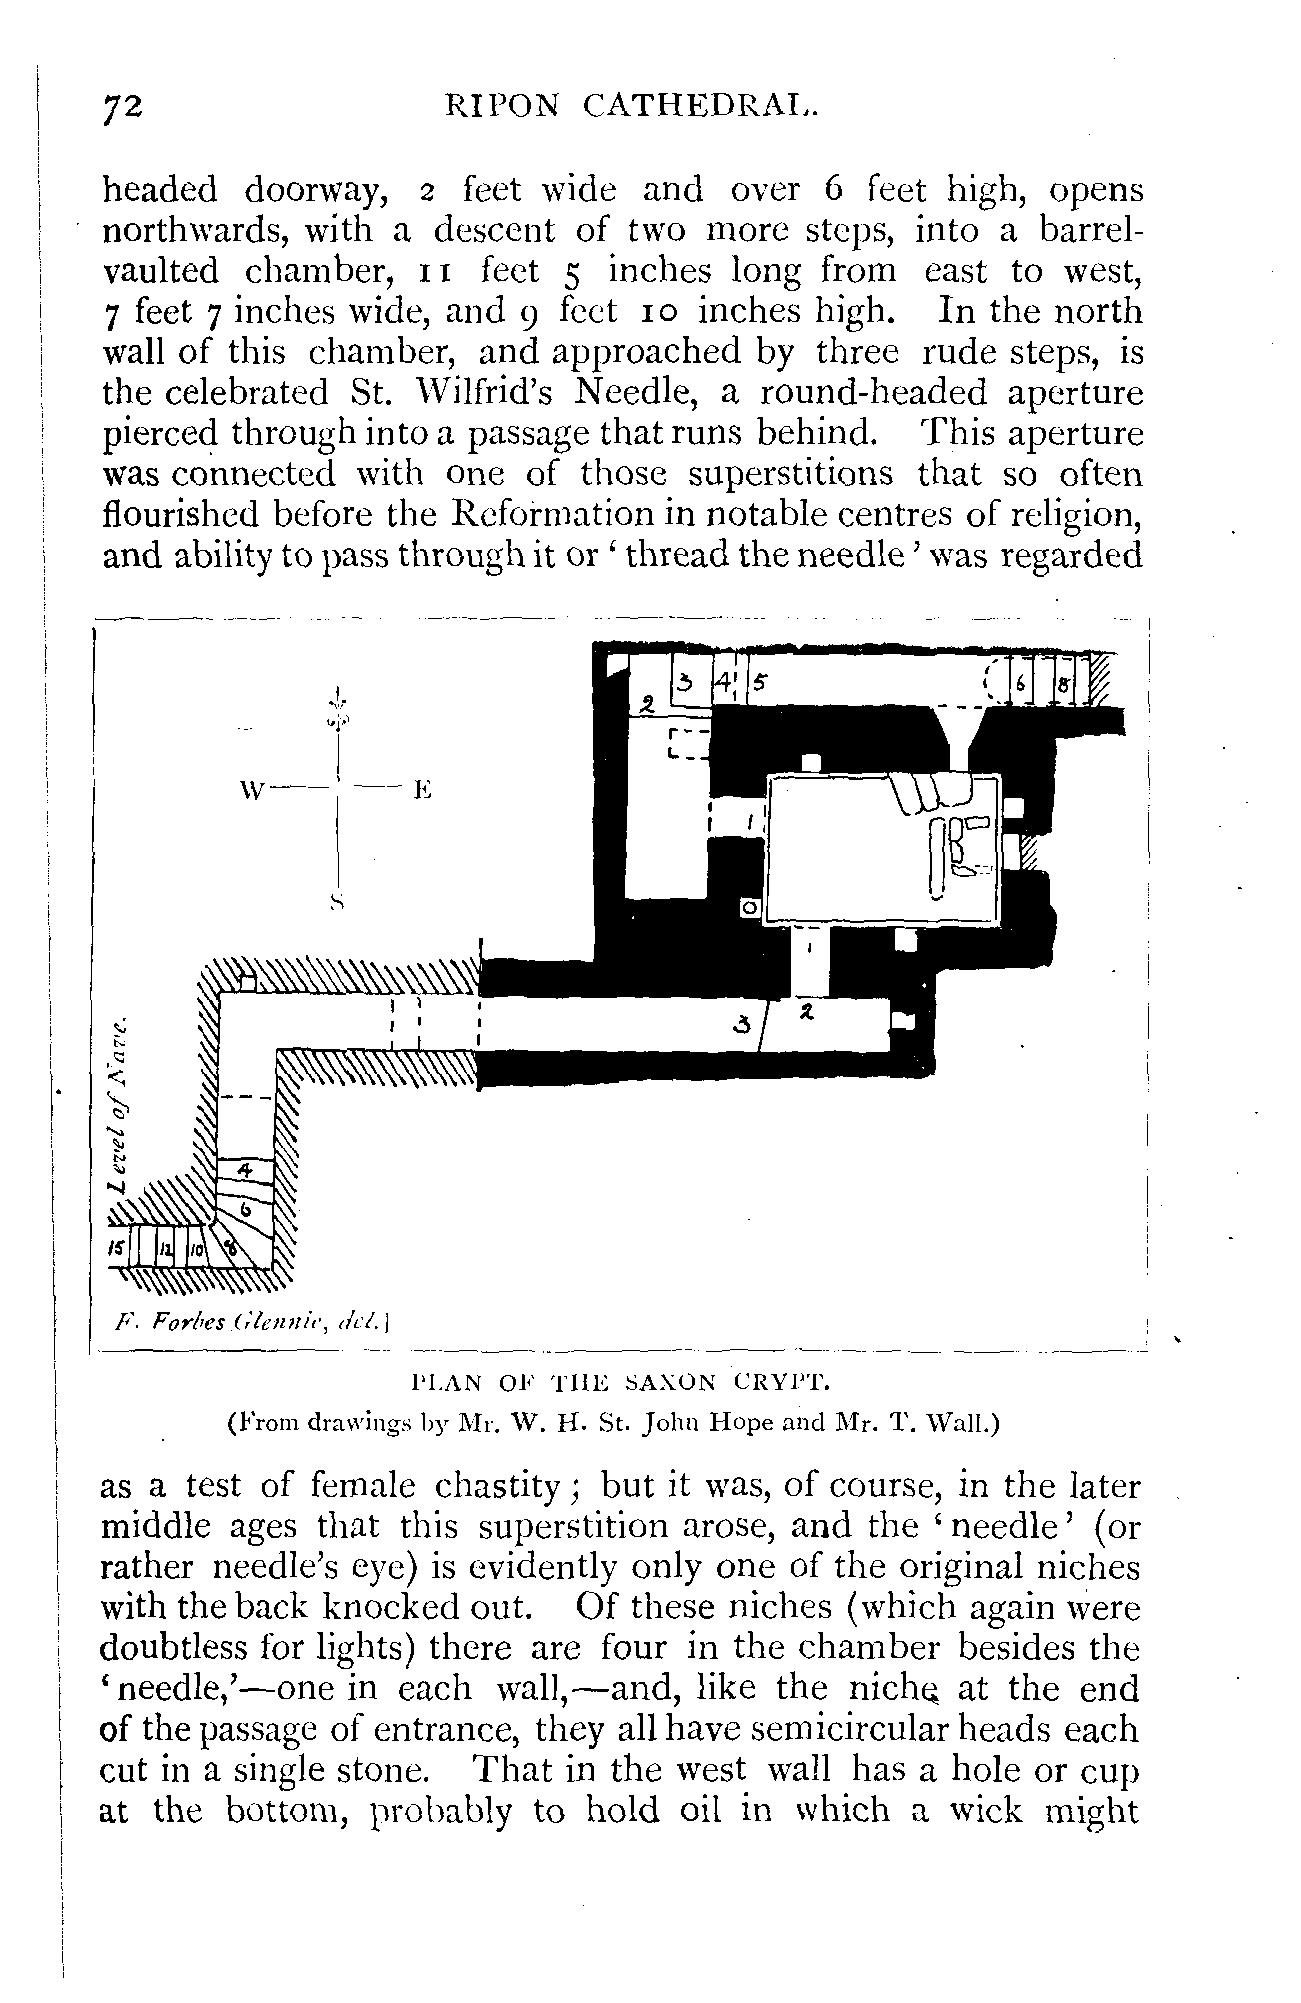 72 RIPON CATHEDRAL.
headed doorway, 2 feet wide and over 6 feet high, opens
northwards, with a descent of two more steps, into a barrel-
vaulted chamber, 11 feet 5 inches long from east to west,
7 feet 7 inches wide, and 9 feet 10 inches high. In the north
wall of this chamber, and approached by three rude steps, is
the celebrated St. Wilfrid's Needle, a round-headed aperture
pierced through into a passage that runs behind. This aperture
was connected with one of those superstitions that so often
flourished before the Reformation in notable centres of religion,
and ability to pass through it or ‘ thread the needle ’ was regarded
3 4 5 6 8
2
W E
1
S
1
2
3
Level of Nave.
4
6
15 12 10 8
F. Forbes Glennie, del.]
PLAN OF THE SAXON CRYPT.
(From drawings by Mr. W. H. St. John Hope and Mr. T. Wall.)
as a test of female chastity ; but it was, of course, in the later
middle ages that this superstition arose, and the ‘ needle ’ (or
rather needle's eye) is evidently only one of the original niches
with the back knocked out. Of these niches (which again were
doubtless for lights) there are four in the chamber besides the
‘ needle,’—one in each wall,—and, like the niche at the end
of the passage of entrance, they all have semicircular heads each
cut in a single stone. That in the west wall has a hole or cup
at the bottom, probably to hold oil in which a wick might